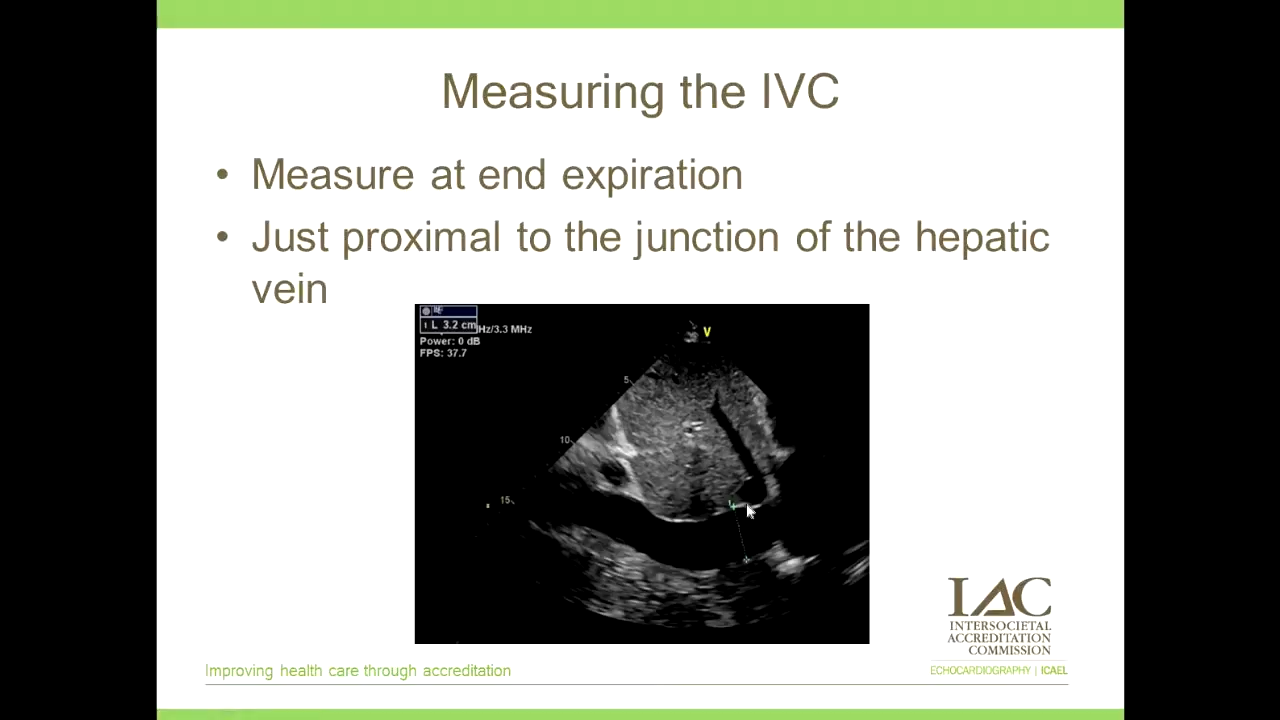 Measuring the IVC
• Measure at end expiration
• Just proximal to the junction of the hepatic
vein
L 3.2 cm
Hz/3.3 MHz
Power: 0 dB
FPS: 37.7
V
5
10
15
IAC
INTERSOCIETAL
ACCREDITATION
COMMISSION
ECHOCARDIOGRAPHY | ICAEL
Improving health care through accreditation